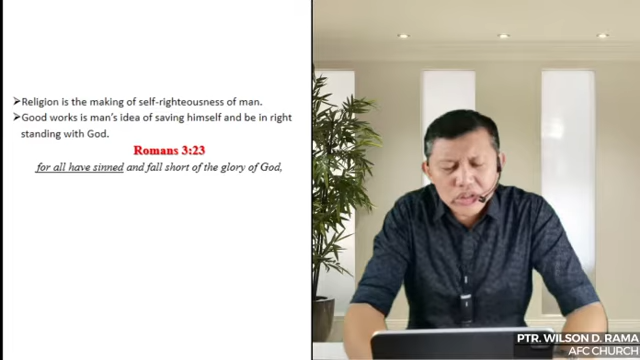 ➢Religion is the making of self-righteousness of man.
➢Good works is man's idea of saving himself and be in right
standing with God.
Romans 3:23
for all have sinned and fall short of the glory of God,
PTR. WILSON D. RAMA
AFC CHURCH